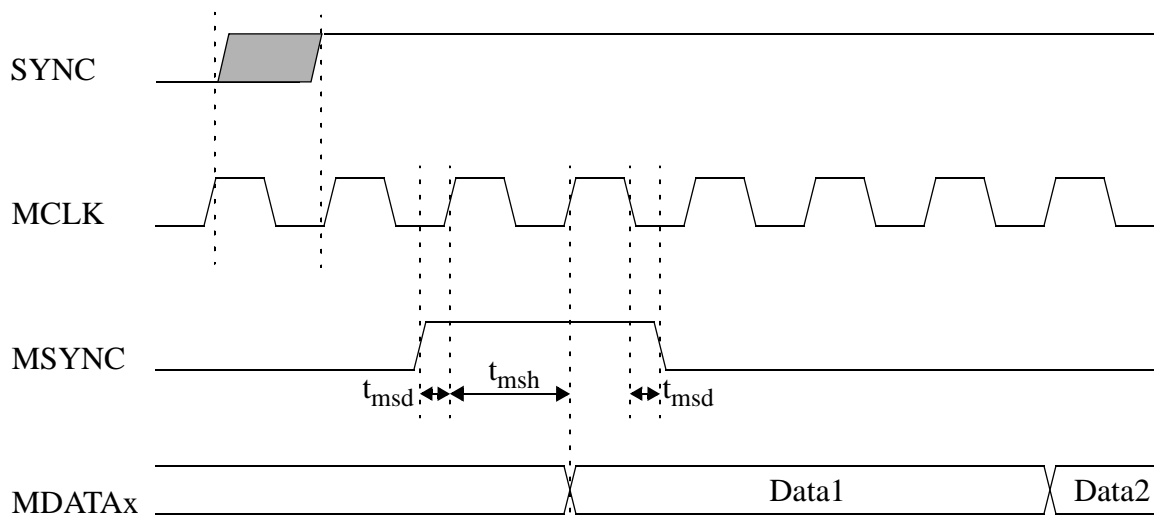 SYNC
MCLK
MSYNC
tmsd
tmsh
tmsd
MDATAx
Data1
Data2